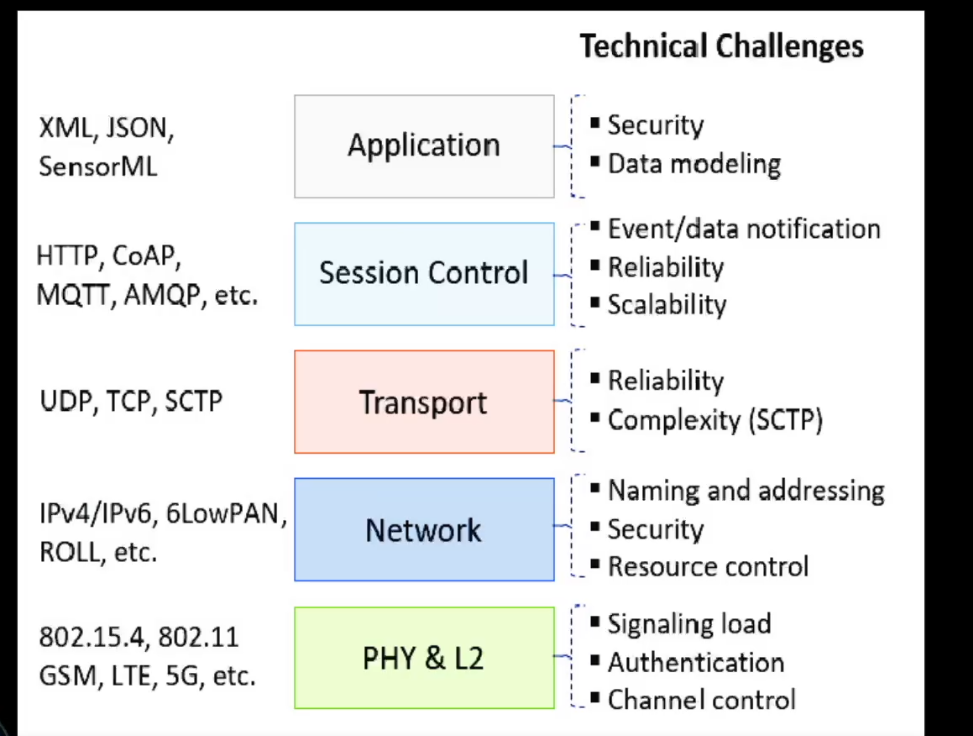 Technical Challenges
XML, JSON,
SensorML
Application
▪ Security
▪ Data modeling
HTTP, CoAP,
MQTT, AMQP, etc.
Session Control
▪ Event/data notification
▪ Reliability
▪ Scalability
UDP, TCP, SCTP
Transport
▪ Reliability
▪ Complexity (SCTP)
IPv4/IPv6, 6LowPAN,
ROLL, etc.
Network
▪ Naming and addressing
▪ Security
▪ Resource control
802.15.4, 802.11
GSM, LTE, 5G, etc.
PHY & L2
▪ Signaling load
▪ Authentication
▪ Channel control